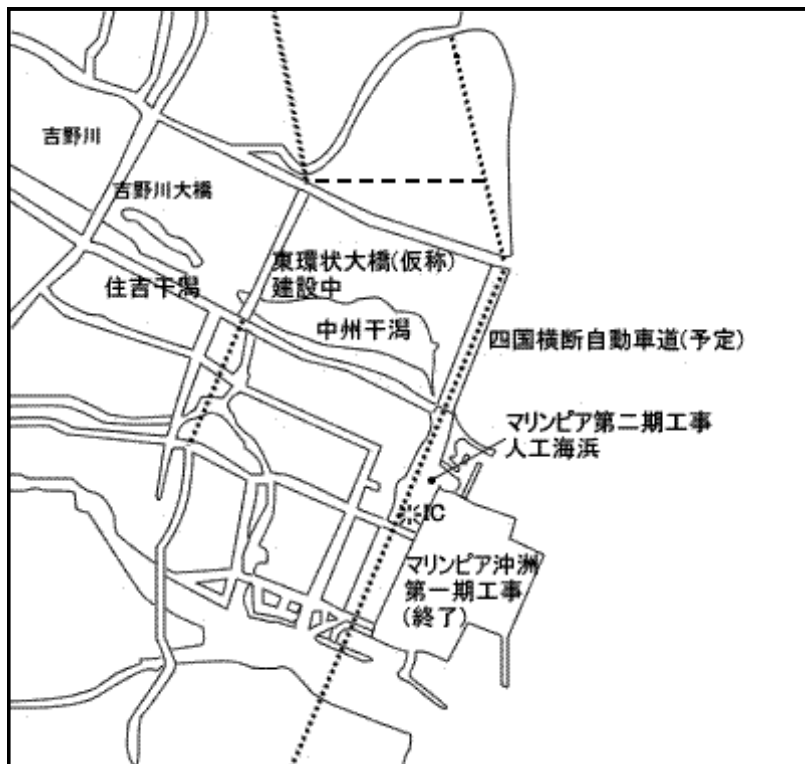 吉野川
吉野川大橋
住吉干潟
東環状大橋(仮称)
建設中
中州干潟
四国横断自動車道(予定)
マリンピア第二期工事
人工海浜
IC
マリンピア沖洲
第一期工事
(終了)